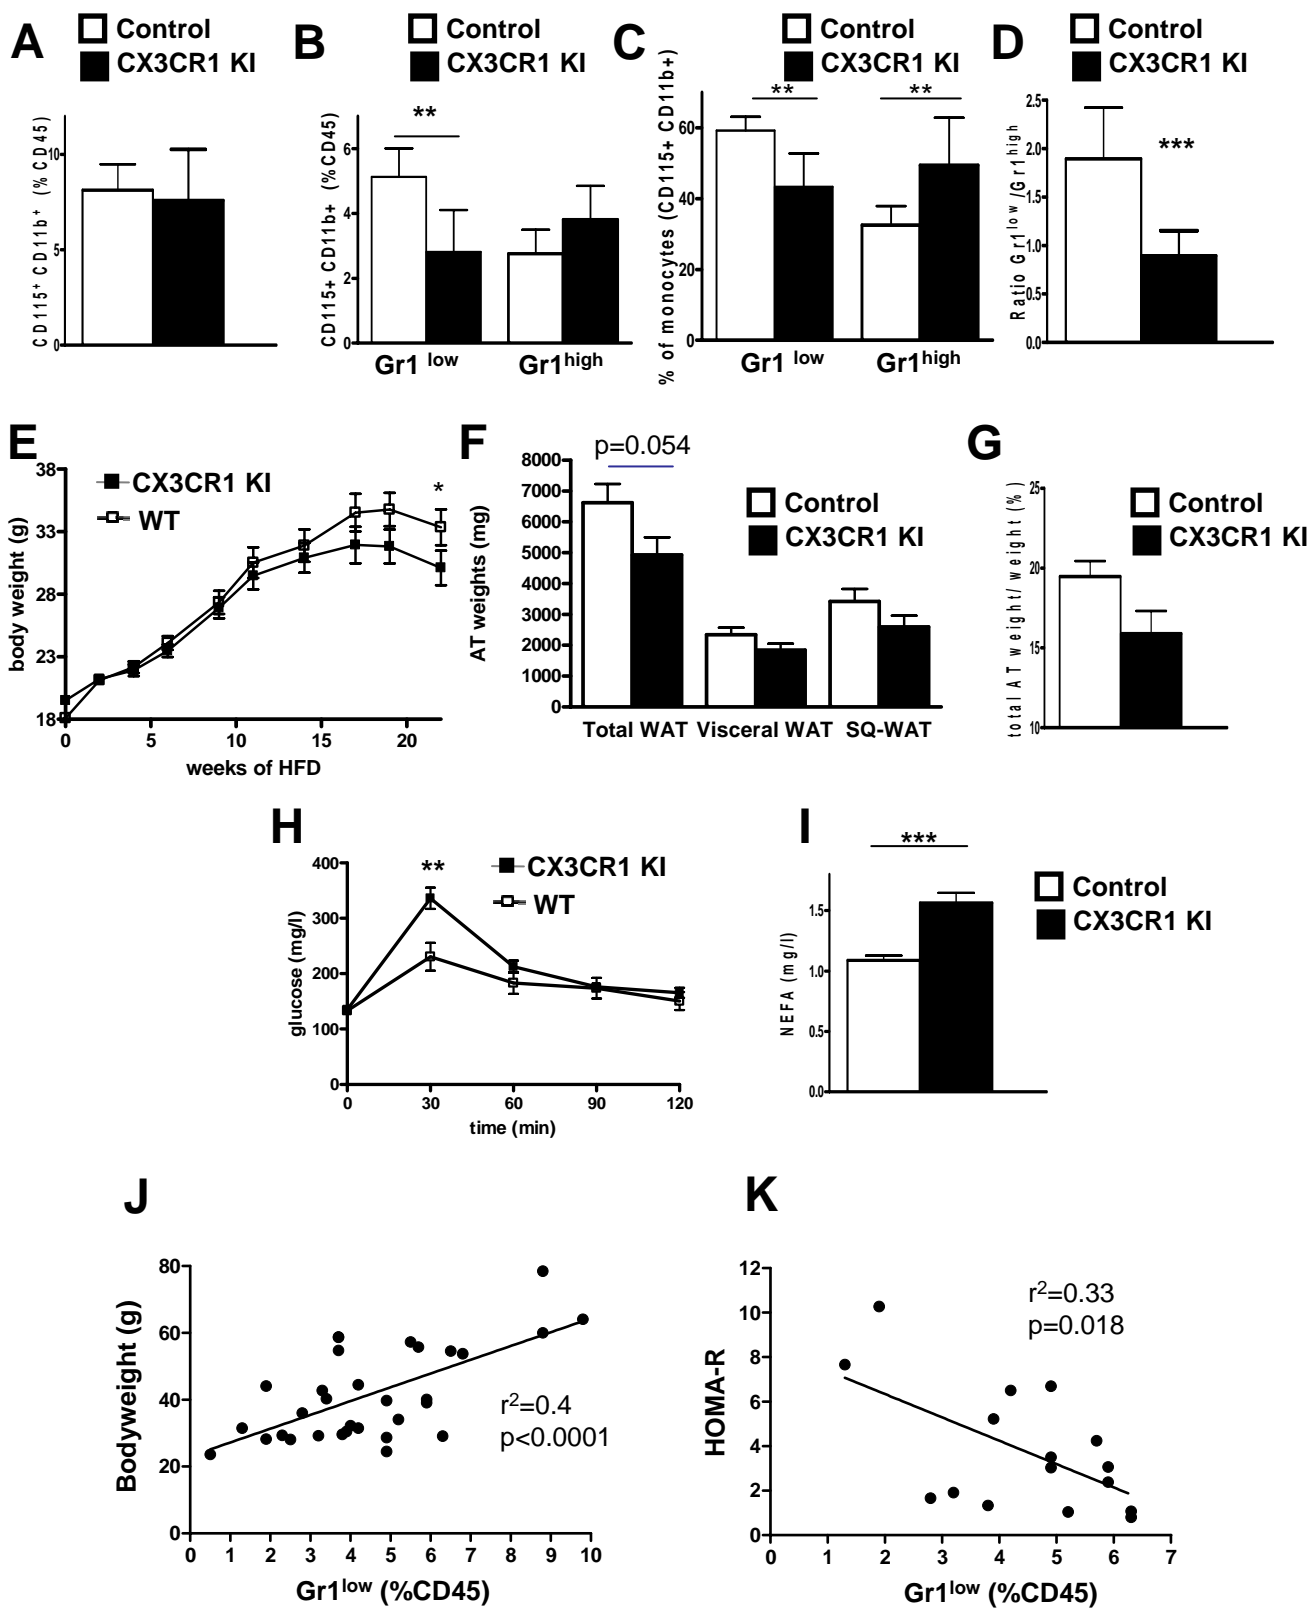 A
Control
CX3CR1 KI
CD115⁺ CD11b⁺ (% CD45)
10
5
0
B
Control
CX3CR1 KI
**
CD115+ CD11b+ (%CD45)
6
4
2
0
Gr1 low
Gr1high
C
Control
CX3CR1 KI
**
**
% of monocytes (CD115+ CD11b+)
60
40
20
0
Gr1 low
Gr1high
D
Control
CX3CR1 KI
***
Ratio Gr1low/Gr1high
2.5
2.0
1.5
1.0
0.5
0.0
E
CX3CR1 KI
WT
*
body weight (g)
38
33
28
23
18
0 5 10 15 20
weeks of HFD
F
p=0.054
Control
CX3CR1 KI
AT weights (mg)
8000
7000
6000
5000
4000
3000
2000
1000
0
Total WAT Visceral WAT SQ-WAT
G
Control
CX3CR1 KI
total AT weight/ weight (%)
25
20
15
10
H
**
CX3CR1 KI
WT
glucose (mg/l)
400
300
200
100
0
0 30 60 90 120
time (min)
I
***
Control
CX3CR1 KI
NEFA (mg/l)
1.5
1.0
0.5
0.0
J
Bodyweight (g)
80
60
40
20
0
r²=0.4
p<0.0001
0 1 2 3 4 5 6 7 8 9 10
Gr1low (%CD45)
K
HOMA-R
12
10
8
6
4
2
0
r²=0.33
p=0.018
0 1 2 3 4 5 6 7
Gr1low (%CD45)